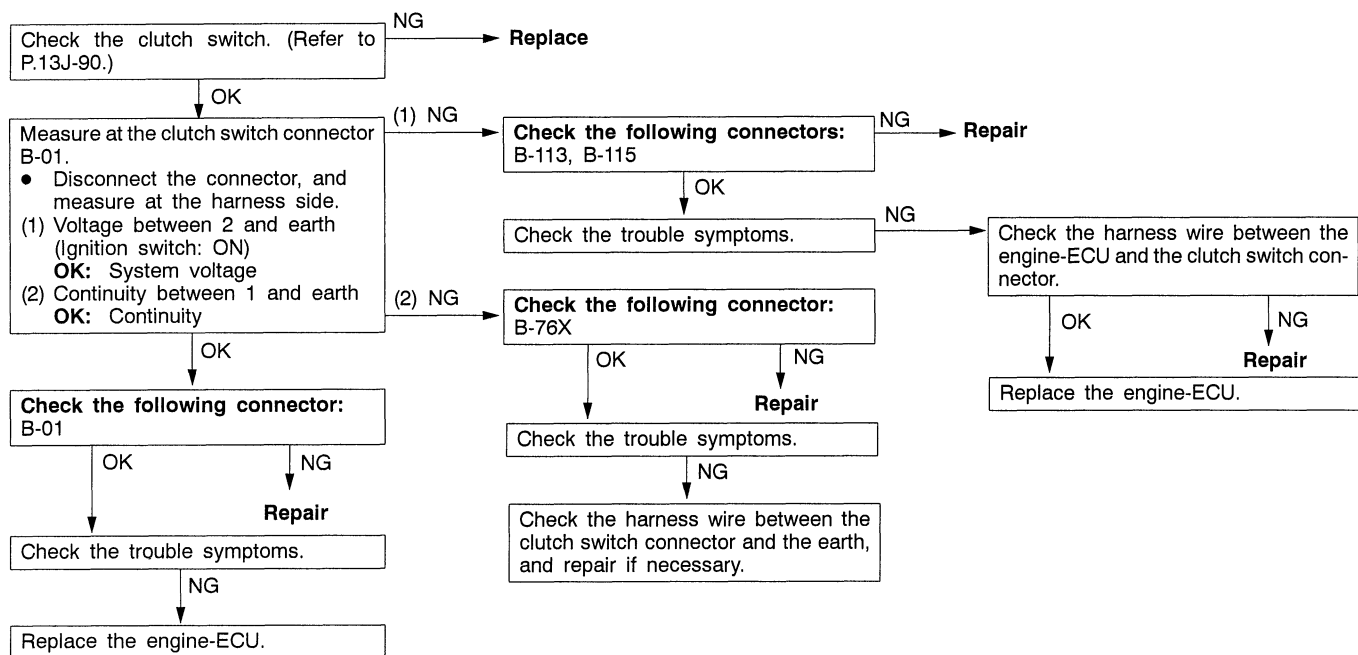 Check the clutch switch. (Refer to
P.13J-90.)
NG
Replace
OK
Measure at the clutch switch connector
B-01.
● Disconnect the connector, and
measure at the harness side.
(1) Voltage between 2 and earth
(Ignition switch: ON)
OK: System voltage
(2) Continuity between 1 and earth
OK: Continuity
(1) NG
Check the following connectors:
B-113, B-115
NG
Repair
OK
Check the trouble symptoms.
NG
Check the harness wire between the
engine-ECU and the clutch switch con-
nector.
OK
NG
Repair
Replace the engine-ECU.
(2) NG
Check the following connector:
B-76X
OK
NG
Repair
Check the trouble symptoms.
NG
Check the harness wire between the
clutch switch connector and the earth,
and repair if necessary.
OK
Check the following connector:
B-01
OK
NG
Repair
Check the trouble symptoms.
NG
Replace the engine-ECU.